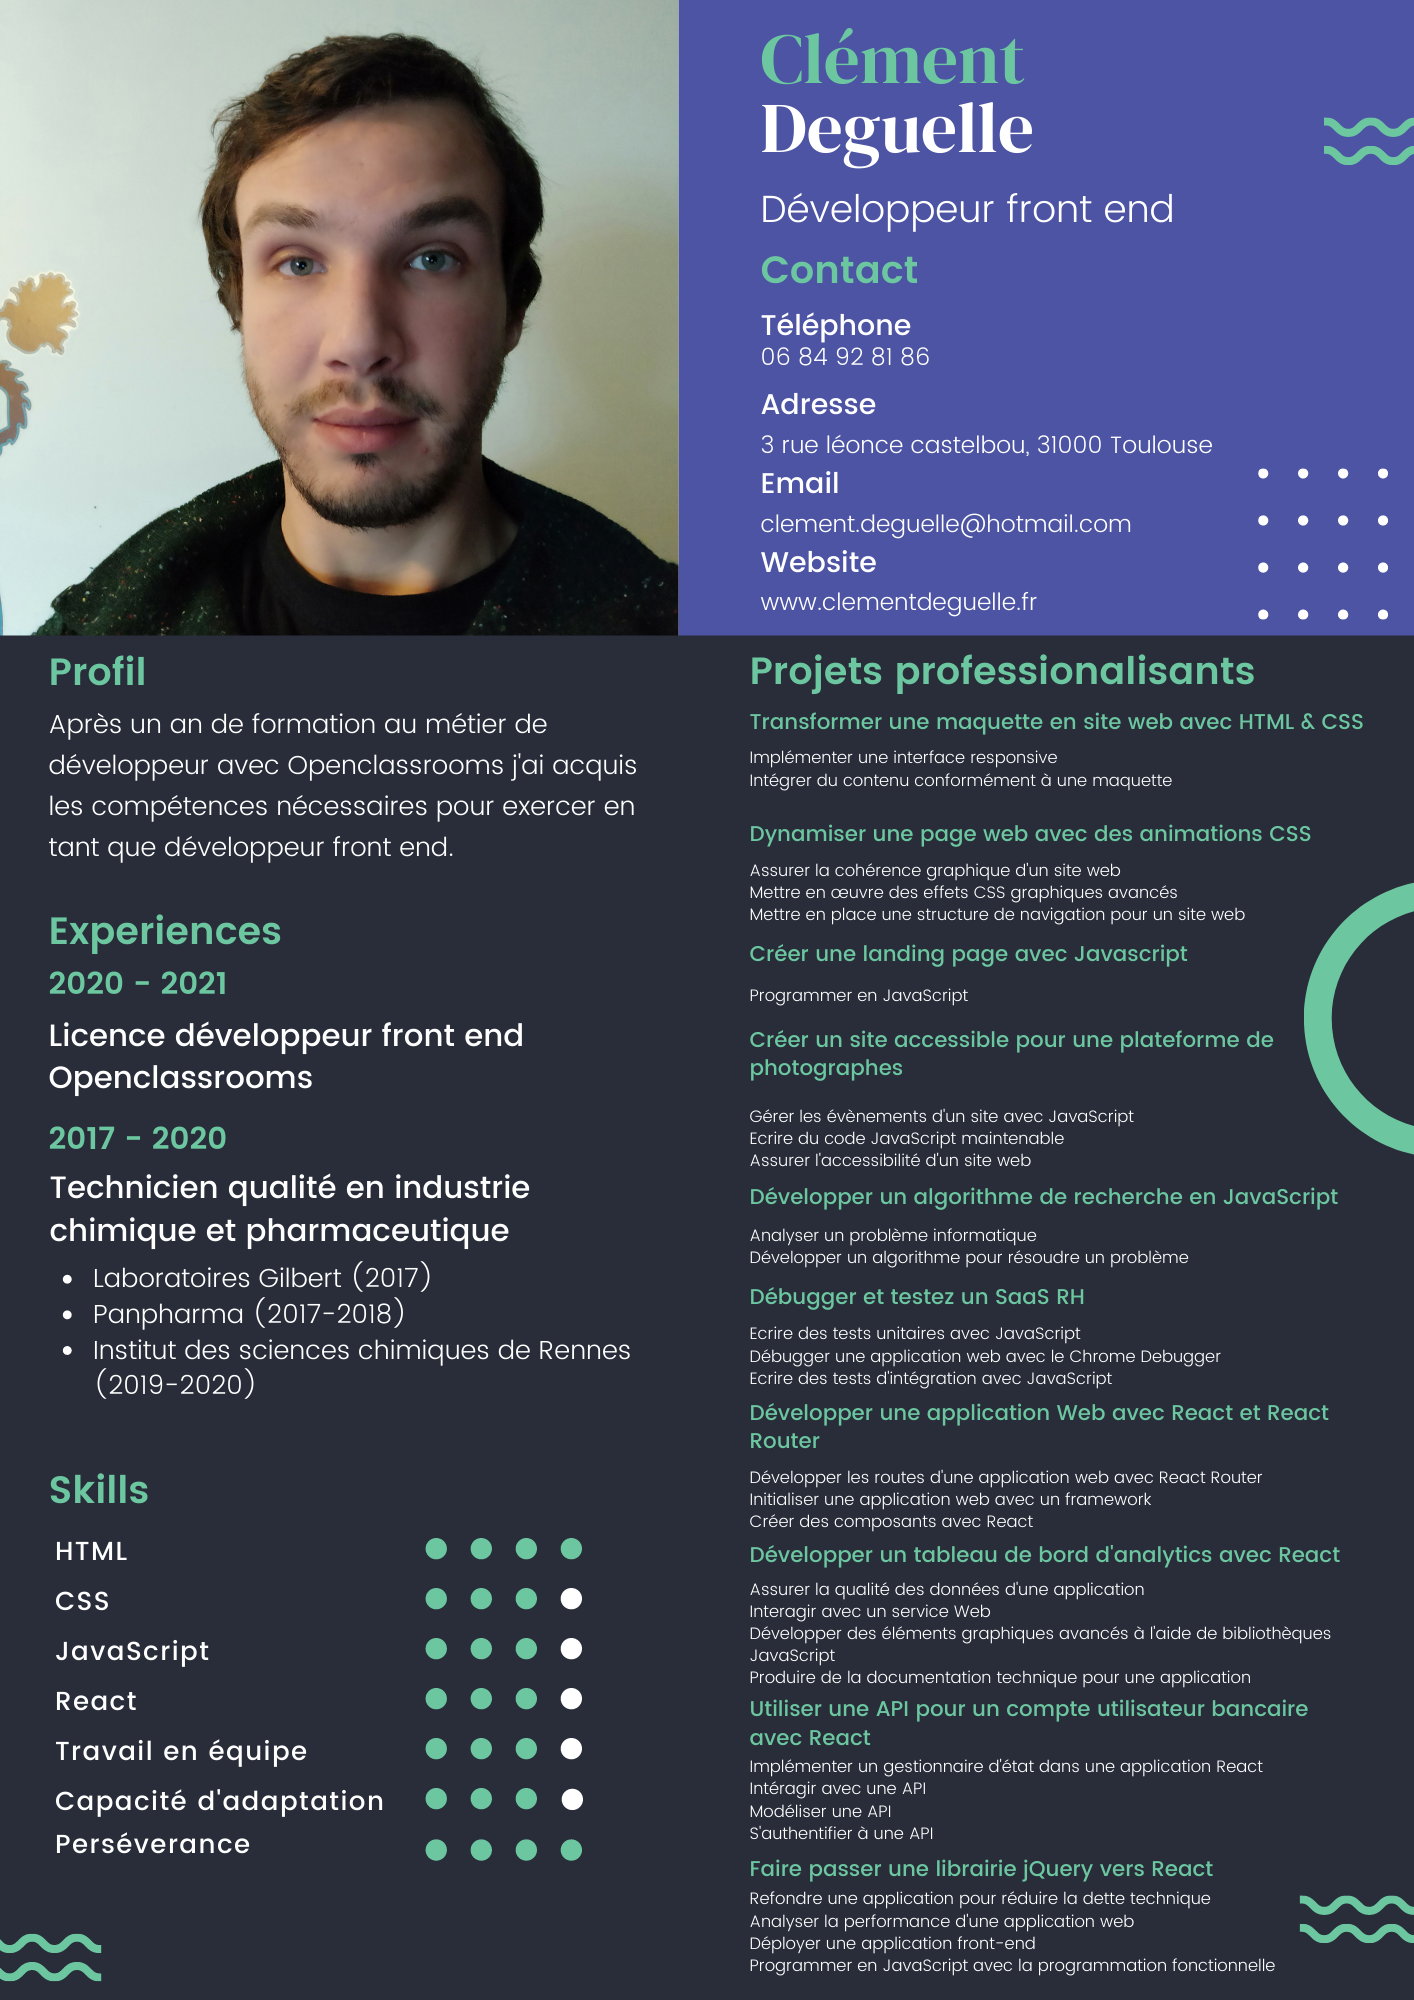 Clément
Deguelle
Développeur front end
Contact
Téléphone
06 84 92 81 86
Adresse
3 rue léonce castelbou, 31000 Toulouse
Email
clement.deguelle@hotmail.com
Website
www.clementdeguelle.fr
Profil
Après un an de formation au métier de
développeur avec Openclassrooms j'ai acquis
les compétences nécessaires pour exercer en
tant que développeur front end.
Experiences
2020 - 2021
Licence développeur front end
Openclassrooms
2017 - 2020
Technicien qualité en industrie
chimique et pharmaceutique
• Laboratoires Gilbert (2017)
• Panpharma (2017-2018)
• Institut des sciences chimiques de Rennes
(2019-2020)
Skills
HTML
CSS
JavaScript
React
Travail en équipe
Capacité d'adaptation
Perséverance
Projets professionalisants
Transformer une maquette en site web avec HTML & CSS
Implémenter une interface responsive
Intégrer du contenu conformément à une maquette
Dynamiser une page web avec des animations CSS
Assurer la cohérence graphique d'un site web
Mettre en œuvre des effets CSS graphiques avancés
Mettre en place une structure de navigation pour un site web
Créer une landing page avec Javascript
Programmer en JavaScript
Créer un site accessible pour une plateforme de
photographes
Gérer les évènements d'un site avec JavaScript
Ecrire du code JavaScript maintenable
Assurer l'accessibilité d'un site web
Développer un algorithme de recherche en JavaScript
Analyser un problème informatique
Développer un algorithme pour résoudre un problème
Débugger et testez un SaaS RH
Ecrire des tests unitaires avec JavaScript
Débugger une application web avec le Chrome Debugger
Ecrire des tests d'intégration avec JavaScript
Développer une application Web avec React et React
Router
Développer les routes d'une application web avec React Router
Initialiser une application web avec un framework
Créer des composants avec React
Développer un tableau de bord d'analytics avec React
Assurer la qualité des données d'une application
Interagir avec un service Web
Développer des éléments graphiques avancés à l'aide de bibliothèques
JavaScript
Produire de la documentation technique pour une application
Utiliser une API pour un compte utilisateur bancaire
avec React
Implémenter un gestionnaire d'état dans une application React
Intéragir avec une API
Modéliser une API
S'authentifier à une API
Faire passer une librairie jQuery vers React
Refondre une application pour réduire la dette technique
Analyser la performance d'une application web
Déployer une application front-end
Programmer en JavaScript avec la programmation fonctionnelle